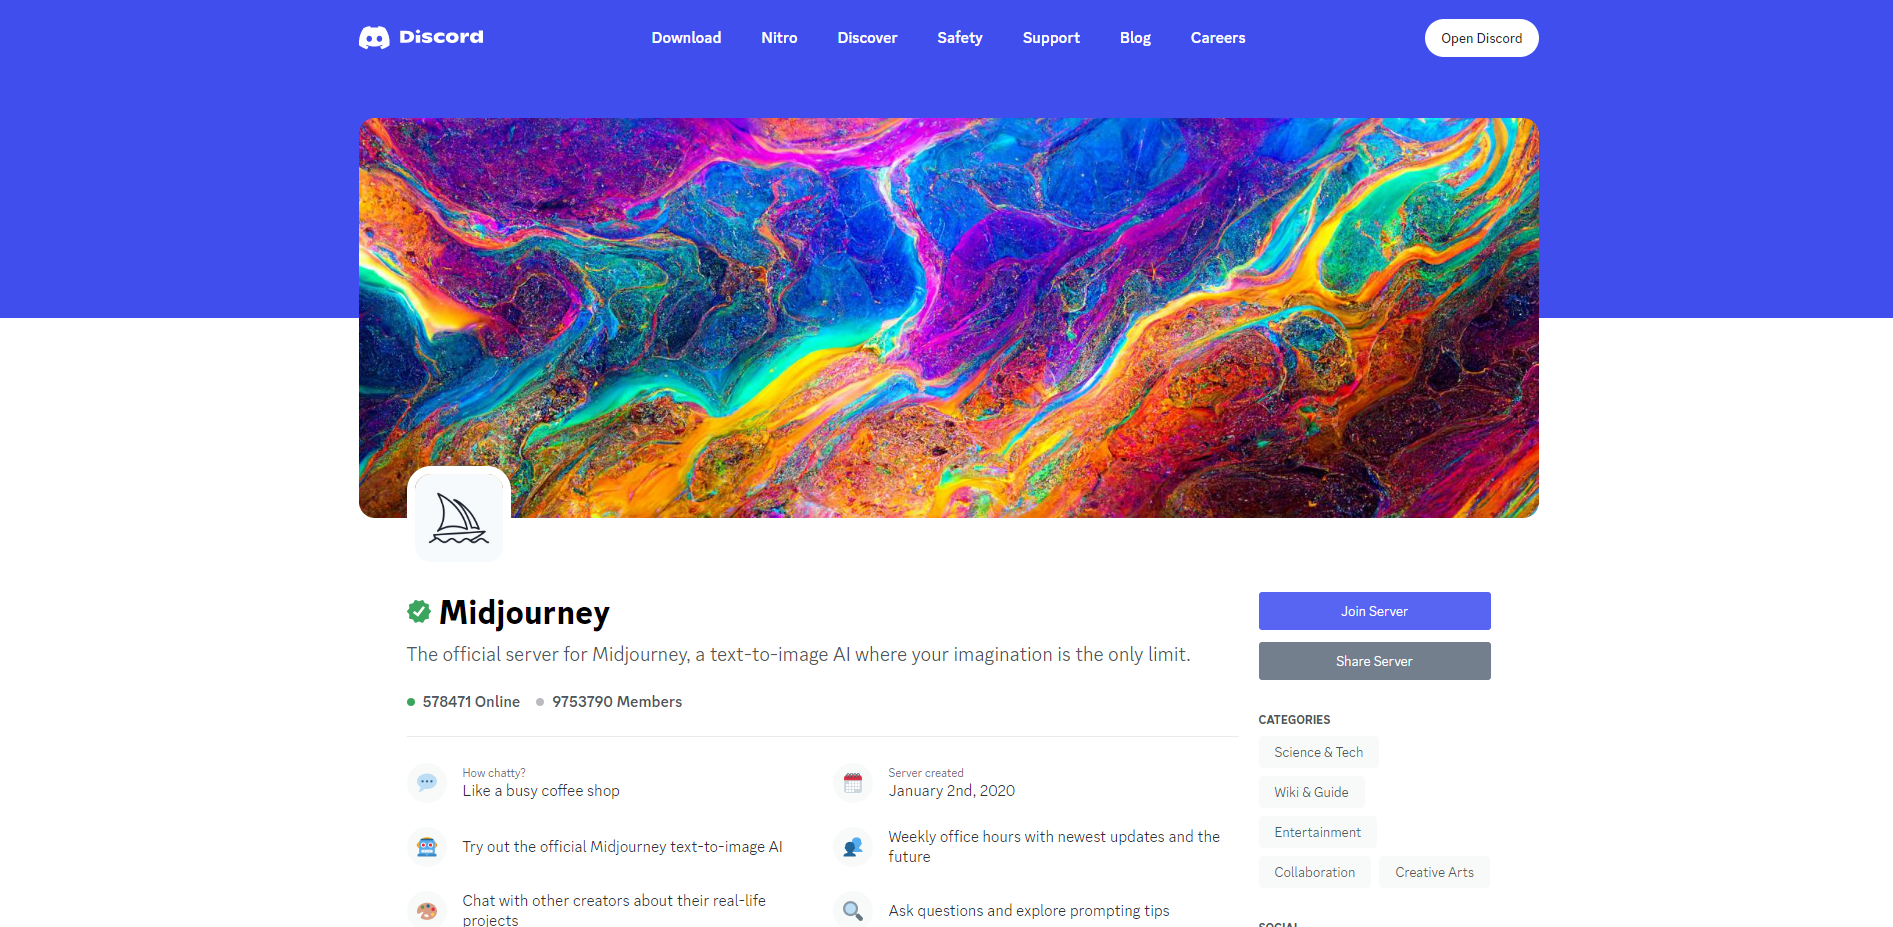 Discord
Download
Nitro
Discover
Safety
Support
Blog
Careers
Open Discord
Midjourney
The official server for Midjourney, a text-to-image AI where your imagination is the only limit.
578471 Online
9753790 Members
How chatty?
Like a busy coffee shop
Server created
January 2nd, 2020
Try out the official Midjourney text-to-image AI
Weekly office hours with newest updates and the
future
Chat with other creators about their real-life
projects
Ask questions and explore prompting tips
Join Server
Share Server
CATEGORIES
Science & Tech
Wiki & Guide
Entertainment
Collaboration
Creative Arts
SOCIAL